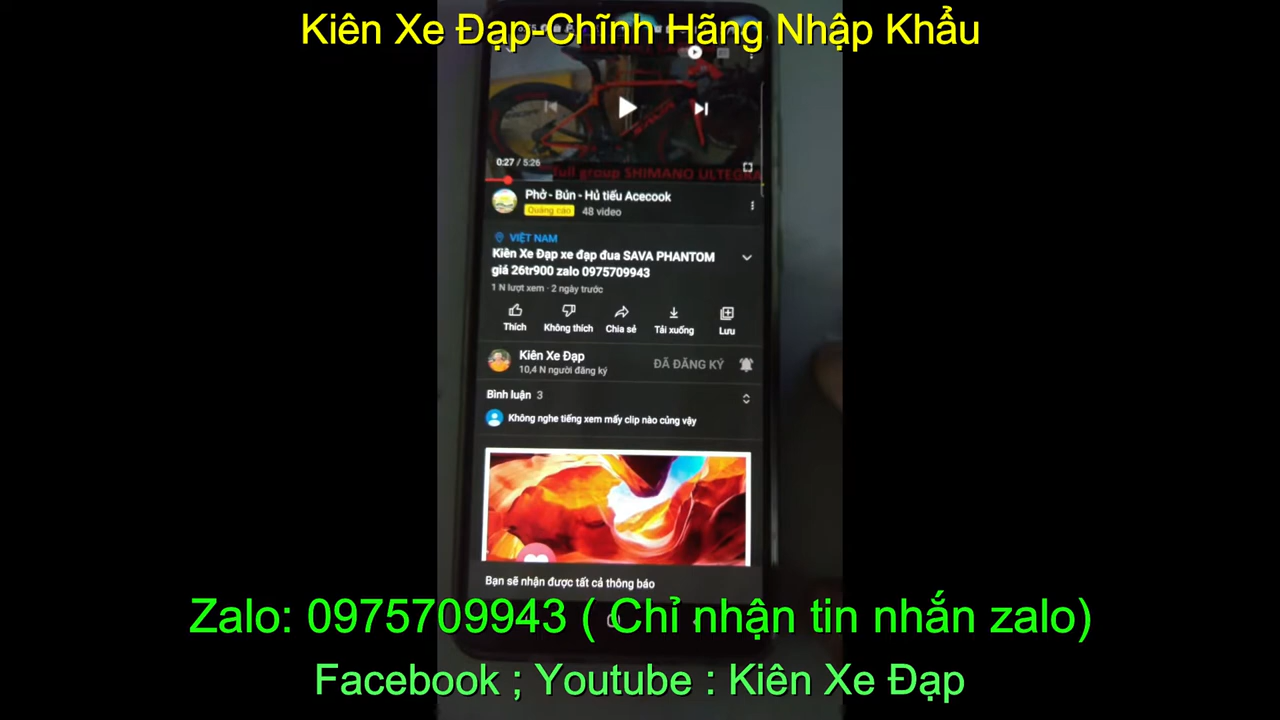 Kiên Xe Đạp-Chĩnh Hãng Nhập Khẩu
0:27 / 5:26
full group SHIMANO ULTEGRA
Phở - Bún - Hủ tiếu Acecook
Quảng cáo 48 video
VIỆT NAM
Kiên Xe Đạp xe đạp đua SAVA PHANTOM
giá 26tr900 zalo 0975709943
1 N lượt xem · 2 ngày trước
Thích Không thích Chia sẻ Tải xuống Lưu
Kiên Xe Đạp
ĐÃ ĐĂNG KÝ
10,4 N người đăng ký
Bình luận 3
Không nghe tiếng xem mấy clip nào củng vậy
Bạn sẽ nhận được tất cả thông báo
Zalo: 0975709943 ( Chỉ nhận tin nhắn zalo)
Facebook ; Youtube : Kiên Xe Đạp